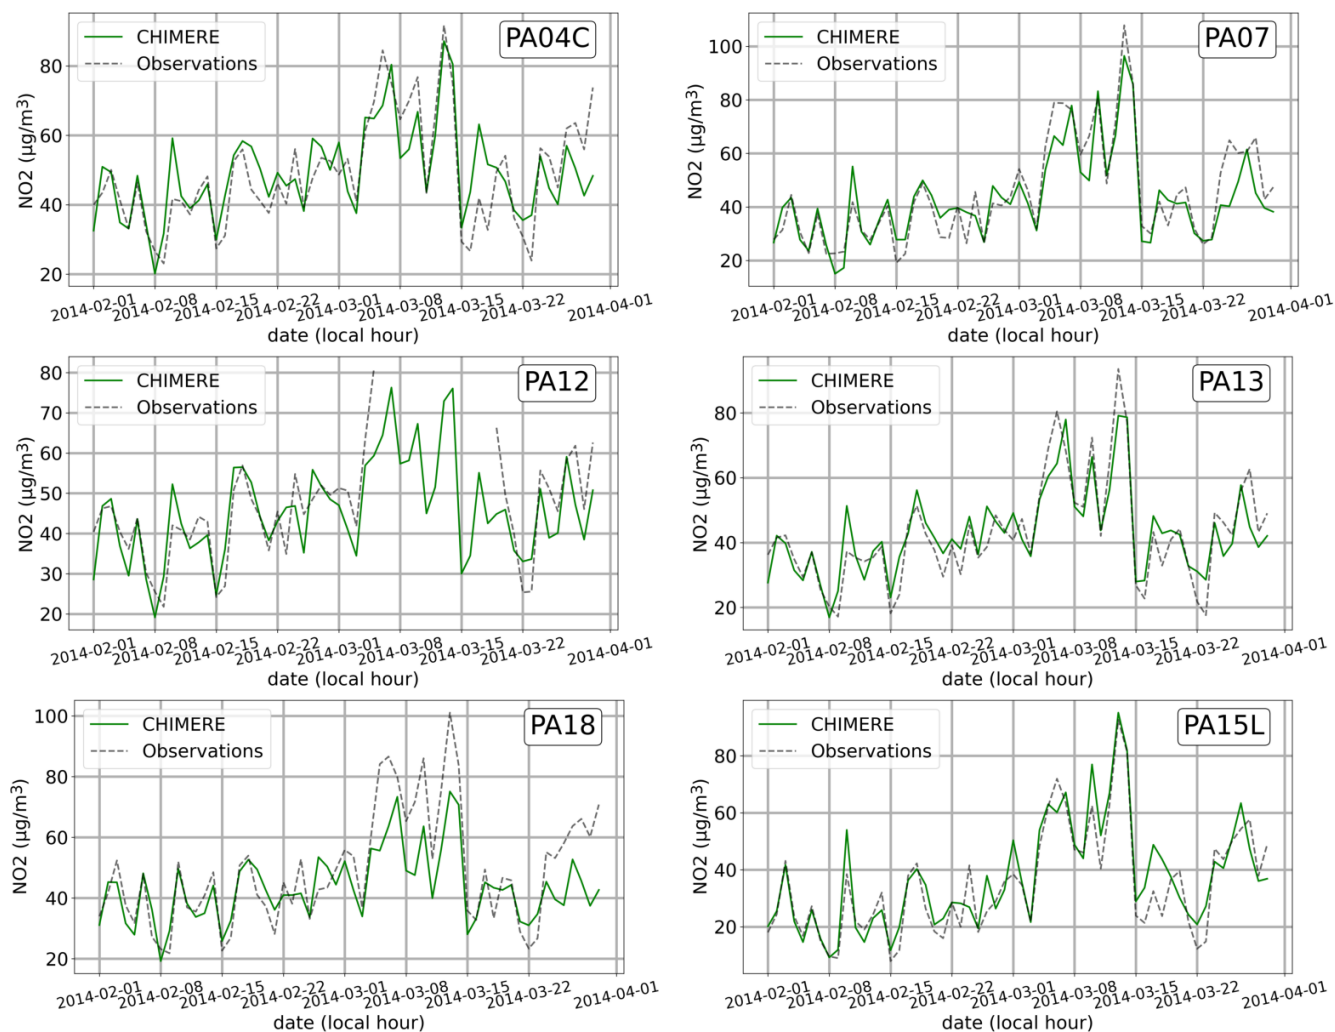 CHIMERE
Observations
PA04C
NO2 (µg/m³)
80
60
40
20
2014-02-01
2014-02-08
2014-02-15
2014-02-22
2014-03-01
2014-03-08
2014-03-15
2014-03-22
2014-04-01
date (local hour)
CHIMERE
Observations
PA07
NO2 (µg/m³)
100
80
60
40
20
2014-02-01
2014-02-08
2014-02-15
2014-02-22
2014-03-01
2014-03-08
2014-03-15
2014-03-22
2014-04-01
date (local hour)
CHIMERE
Observations
PA12
NO2 (µg/m³)
80
70
60
50
40
30
20
2014-02-01
2014-02-08
2014-02-15
2014-02-22
2014-03-01
2014-03-08
2014-03-15
2014-03-22
2014-04-01
date (local hour)
CHIMERE
Observations
PA13
NO2 (µg/m³)
80
60
40
20
2014-02-01
2014-02-08
2014-02-15
2014-02-22
2014-03-01
2014-03-08
2014-03-15
2014-03-22
2014-04-01
date (local hour)
CHIMERE
Observations
PA18
NO2 (µg/m³)
100
80
60
40
20
2014-02-01
2014-02-08
2014-02-15
2014-02-22
2014-03-01
2014-03-08
2014-03-15
2014-03-22
2014-04-01
date (local hour)
CHIMERE
Observations
PA15L
NO2 (µg/m³)
80
60
40
20
2014-02-01
2014-02-08
2014-02-15
2014-02-22
2014-03-01
2014-03-08
2014-03-15
2014-03-22
2014-04-01
date (local hour)